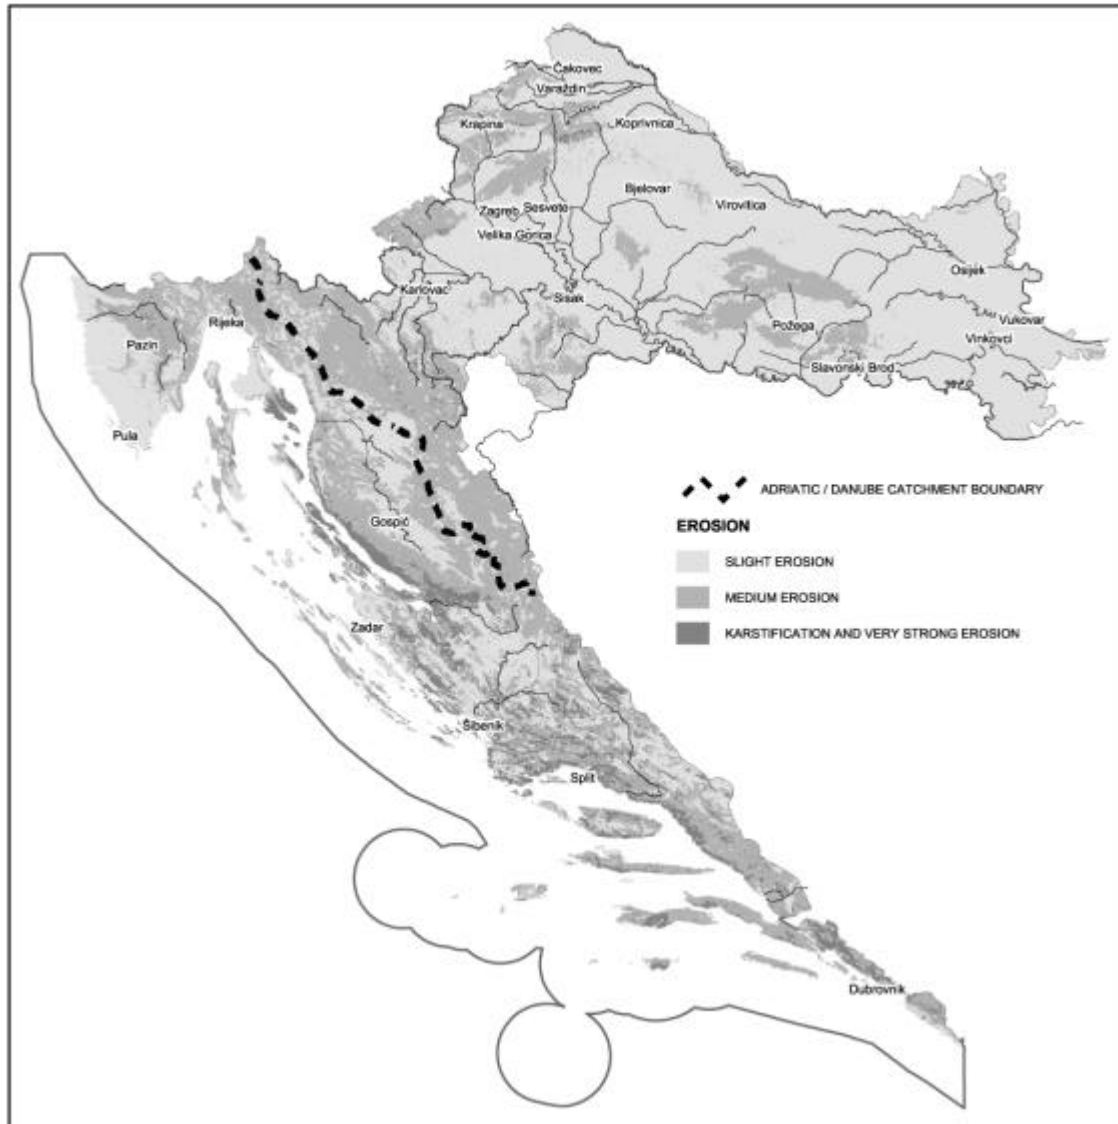 Čakovec
Varaždin
Krapina
Koprivnica
Bjelovar
Zagreb
Sesvete
Virovitica
Velika Gorica
Osijek
Karlovac
Sisak
Rijeka
Vukovar
Požega
Pazin
Vinkovci
Slavonski Brod
Pula
ADRIATIC / DANUBE CATCHMENT BOUNDARY
Gospić
EROSION
SLIGHT EROSION
MEDIUM EROSION
Zadar
KARSTIFICATION AND VERY STRONG EROSION
Šibenik
Split
Dubrovnik